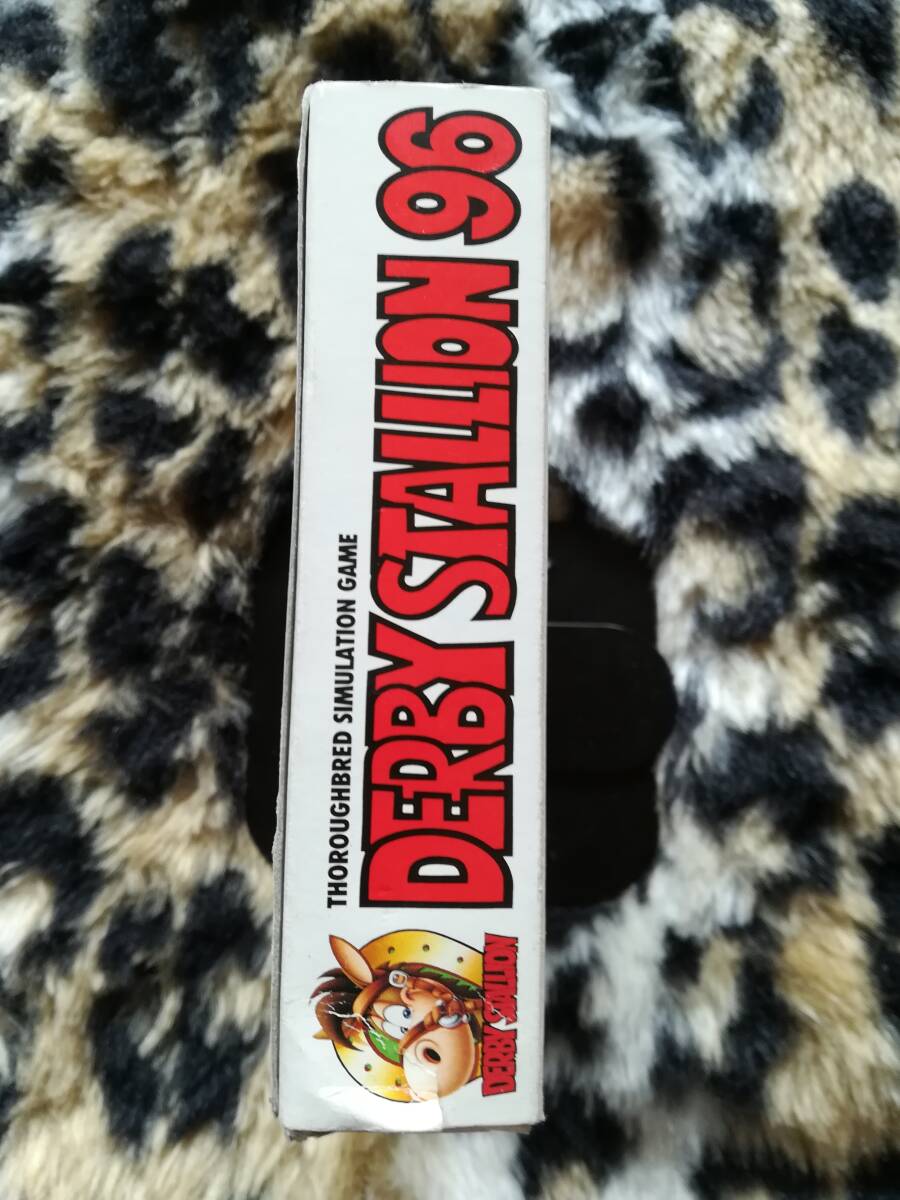 THOROUGHBRED SIMULATION GAME
DERBY STALLION 96
DERBY STALLION